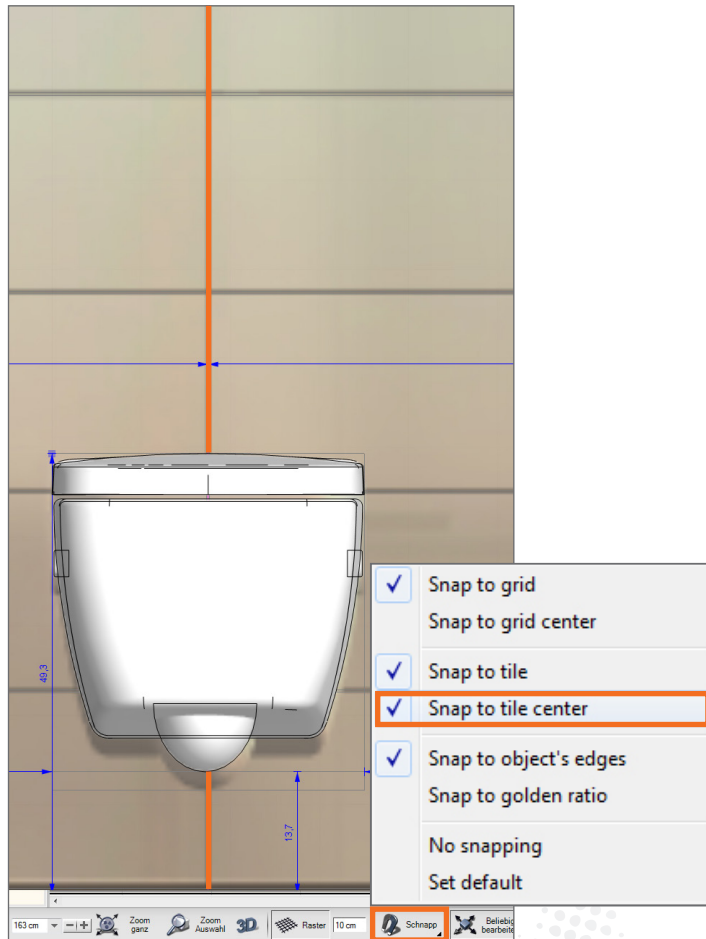 49,3
13,7
Snap to grid
Snap to grid center
Snap to tile
Snap to tile center
Snap to object's edges
Snap to golden ratio
No snapping
Set default
163 cm
Zoom
ganz
Zoom
Auswahl
3D
Raster
10 cm
Schnapp
Beliebig
bearbeite